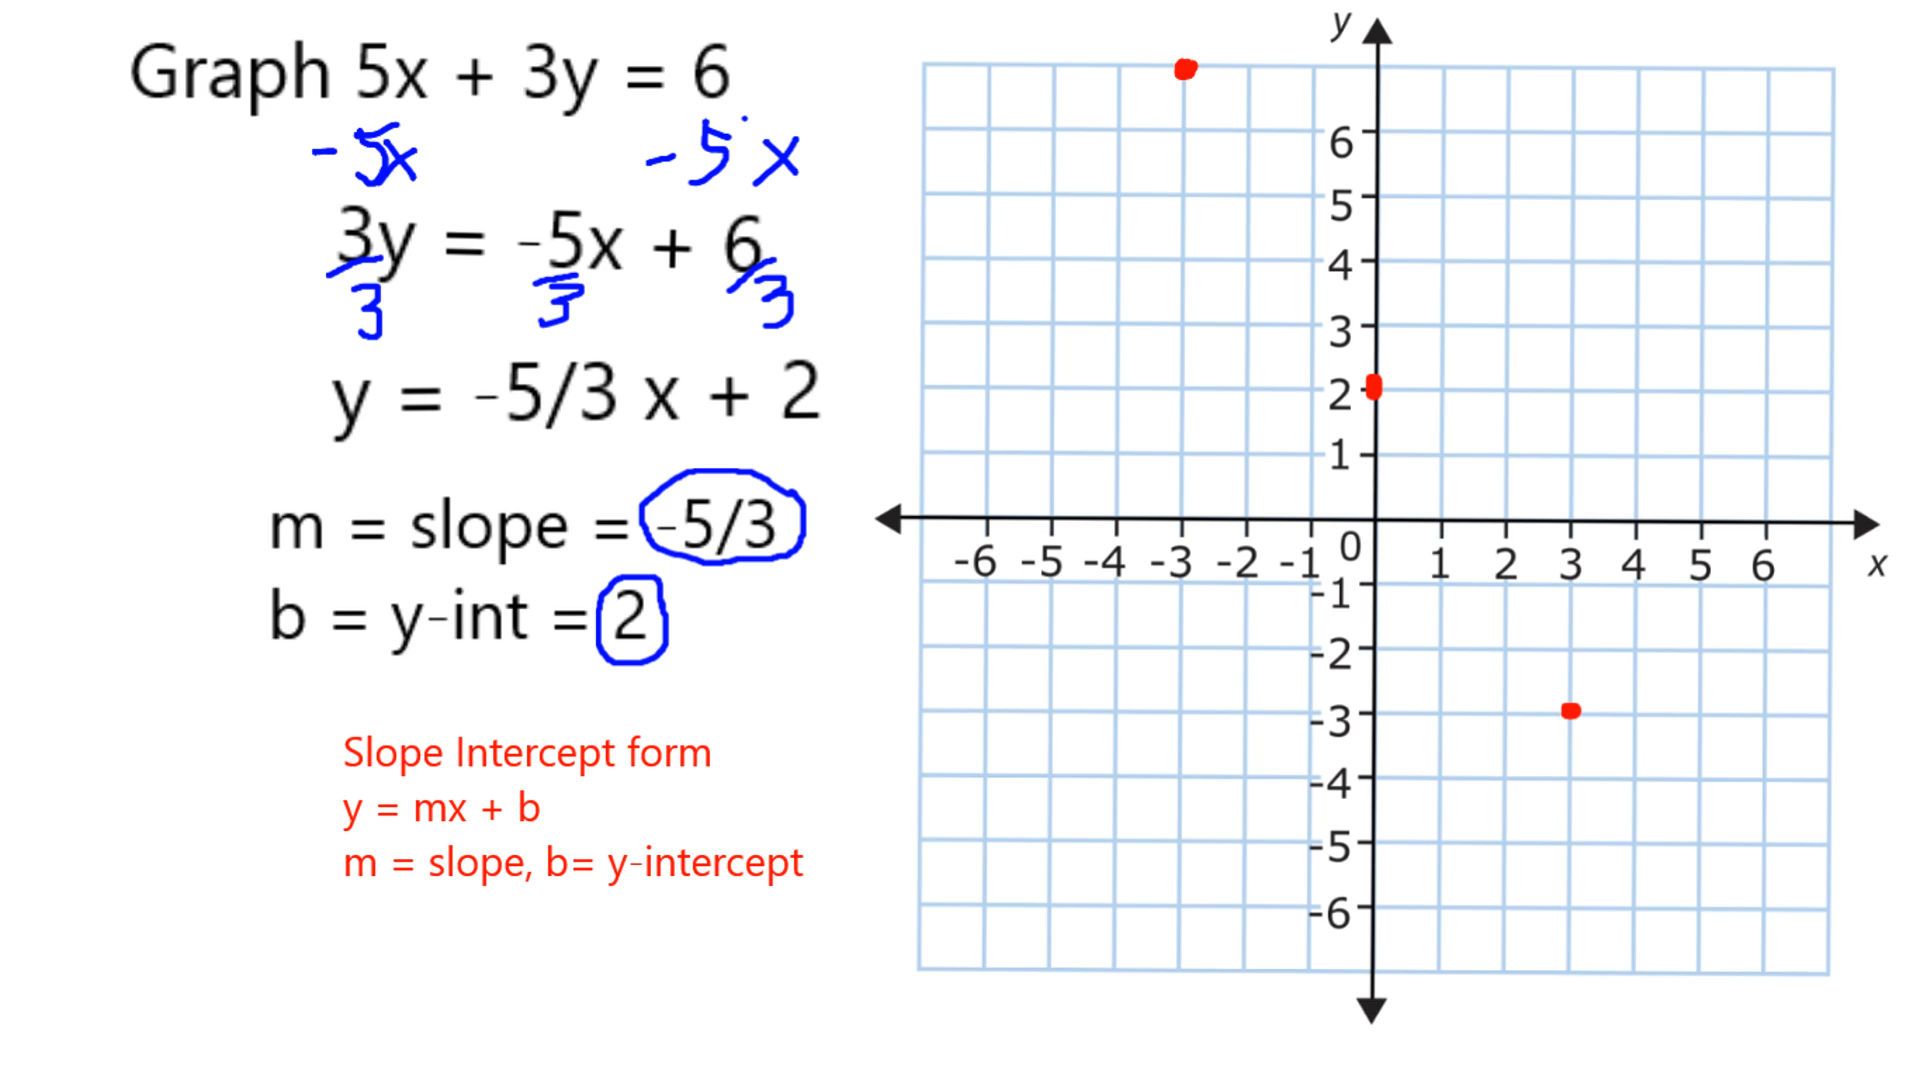 Graph 5x + 3y = 6
-5x -5x
3y = -5x + 6
3 3 3
y = -5/3 x + 2
m = slope = -5/3
b = y-int = 2
Slope Intercept form
y = mx + b
m = slope, b= y-intercept
y
6
5
4
3
2
1
-6 -5 -4 -3 -2 -1 0 1 2 3 4 5 6 x
-1
-2
-3
-4
-5
-6